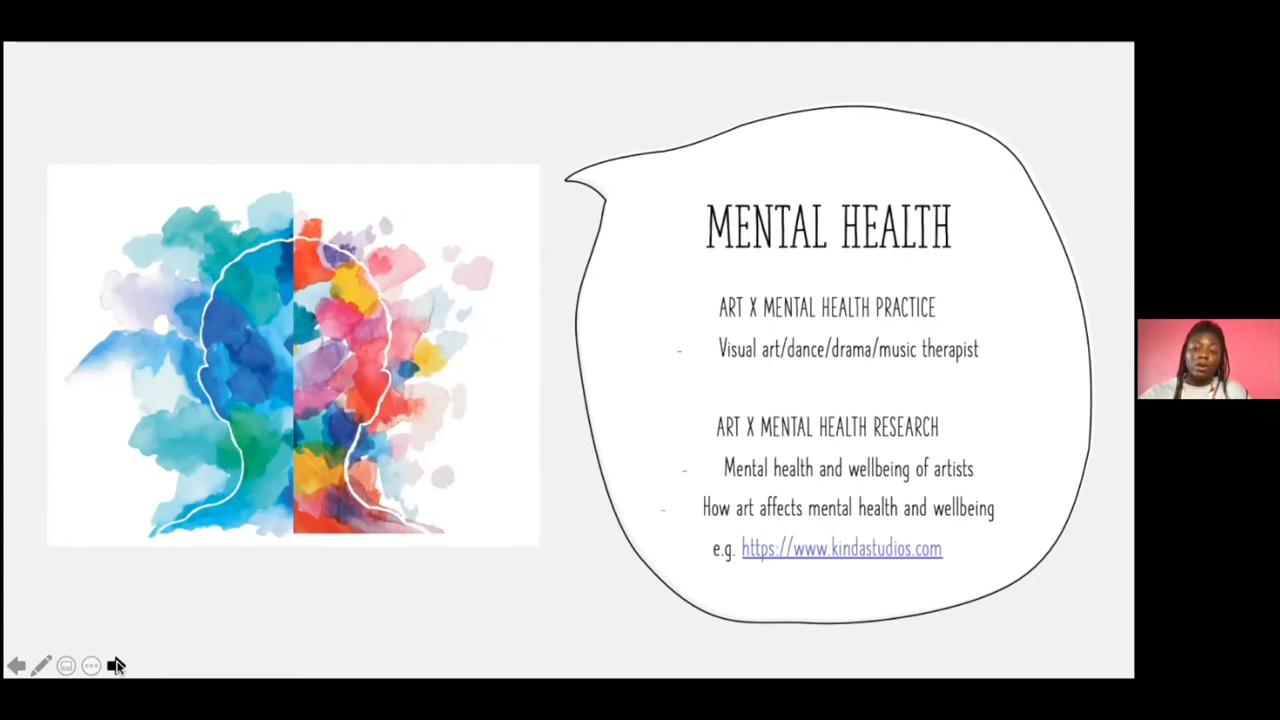 MENTAL HEALTH
ART X MENTAL HEALTH PRACTICE
- Visual art/dance/drama/music therapist
ART X MENTAL HEALTH RESEARCH
- Mental health and wellbeing of artists
- How art affects mental health and wellbeing
e.g. https://www.kindastudios.com